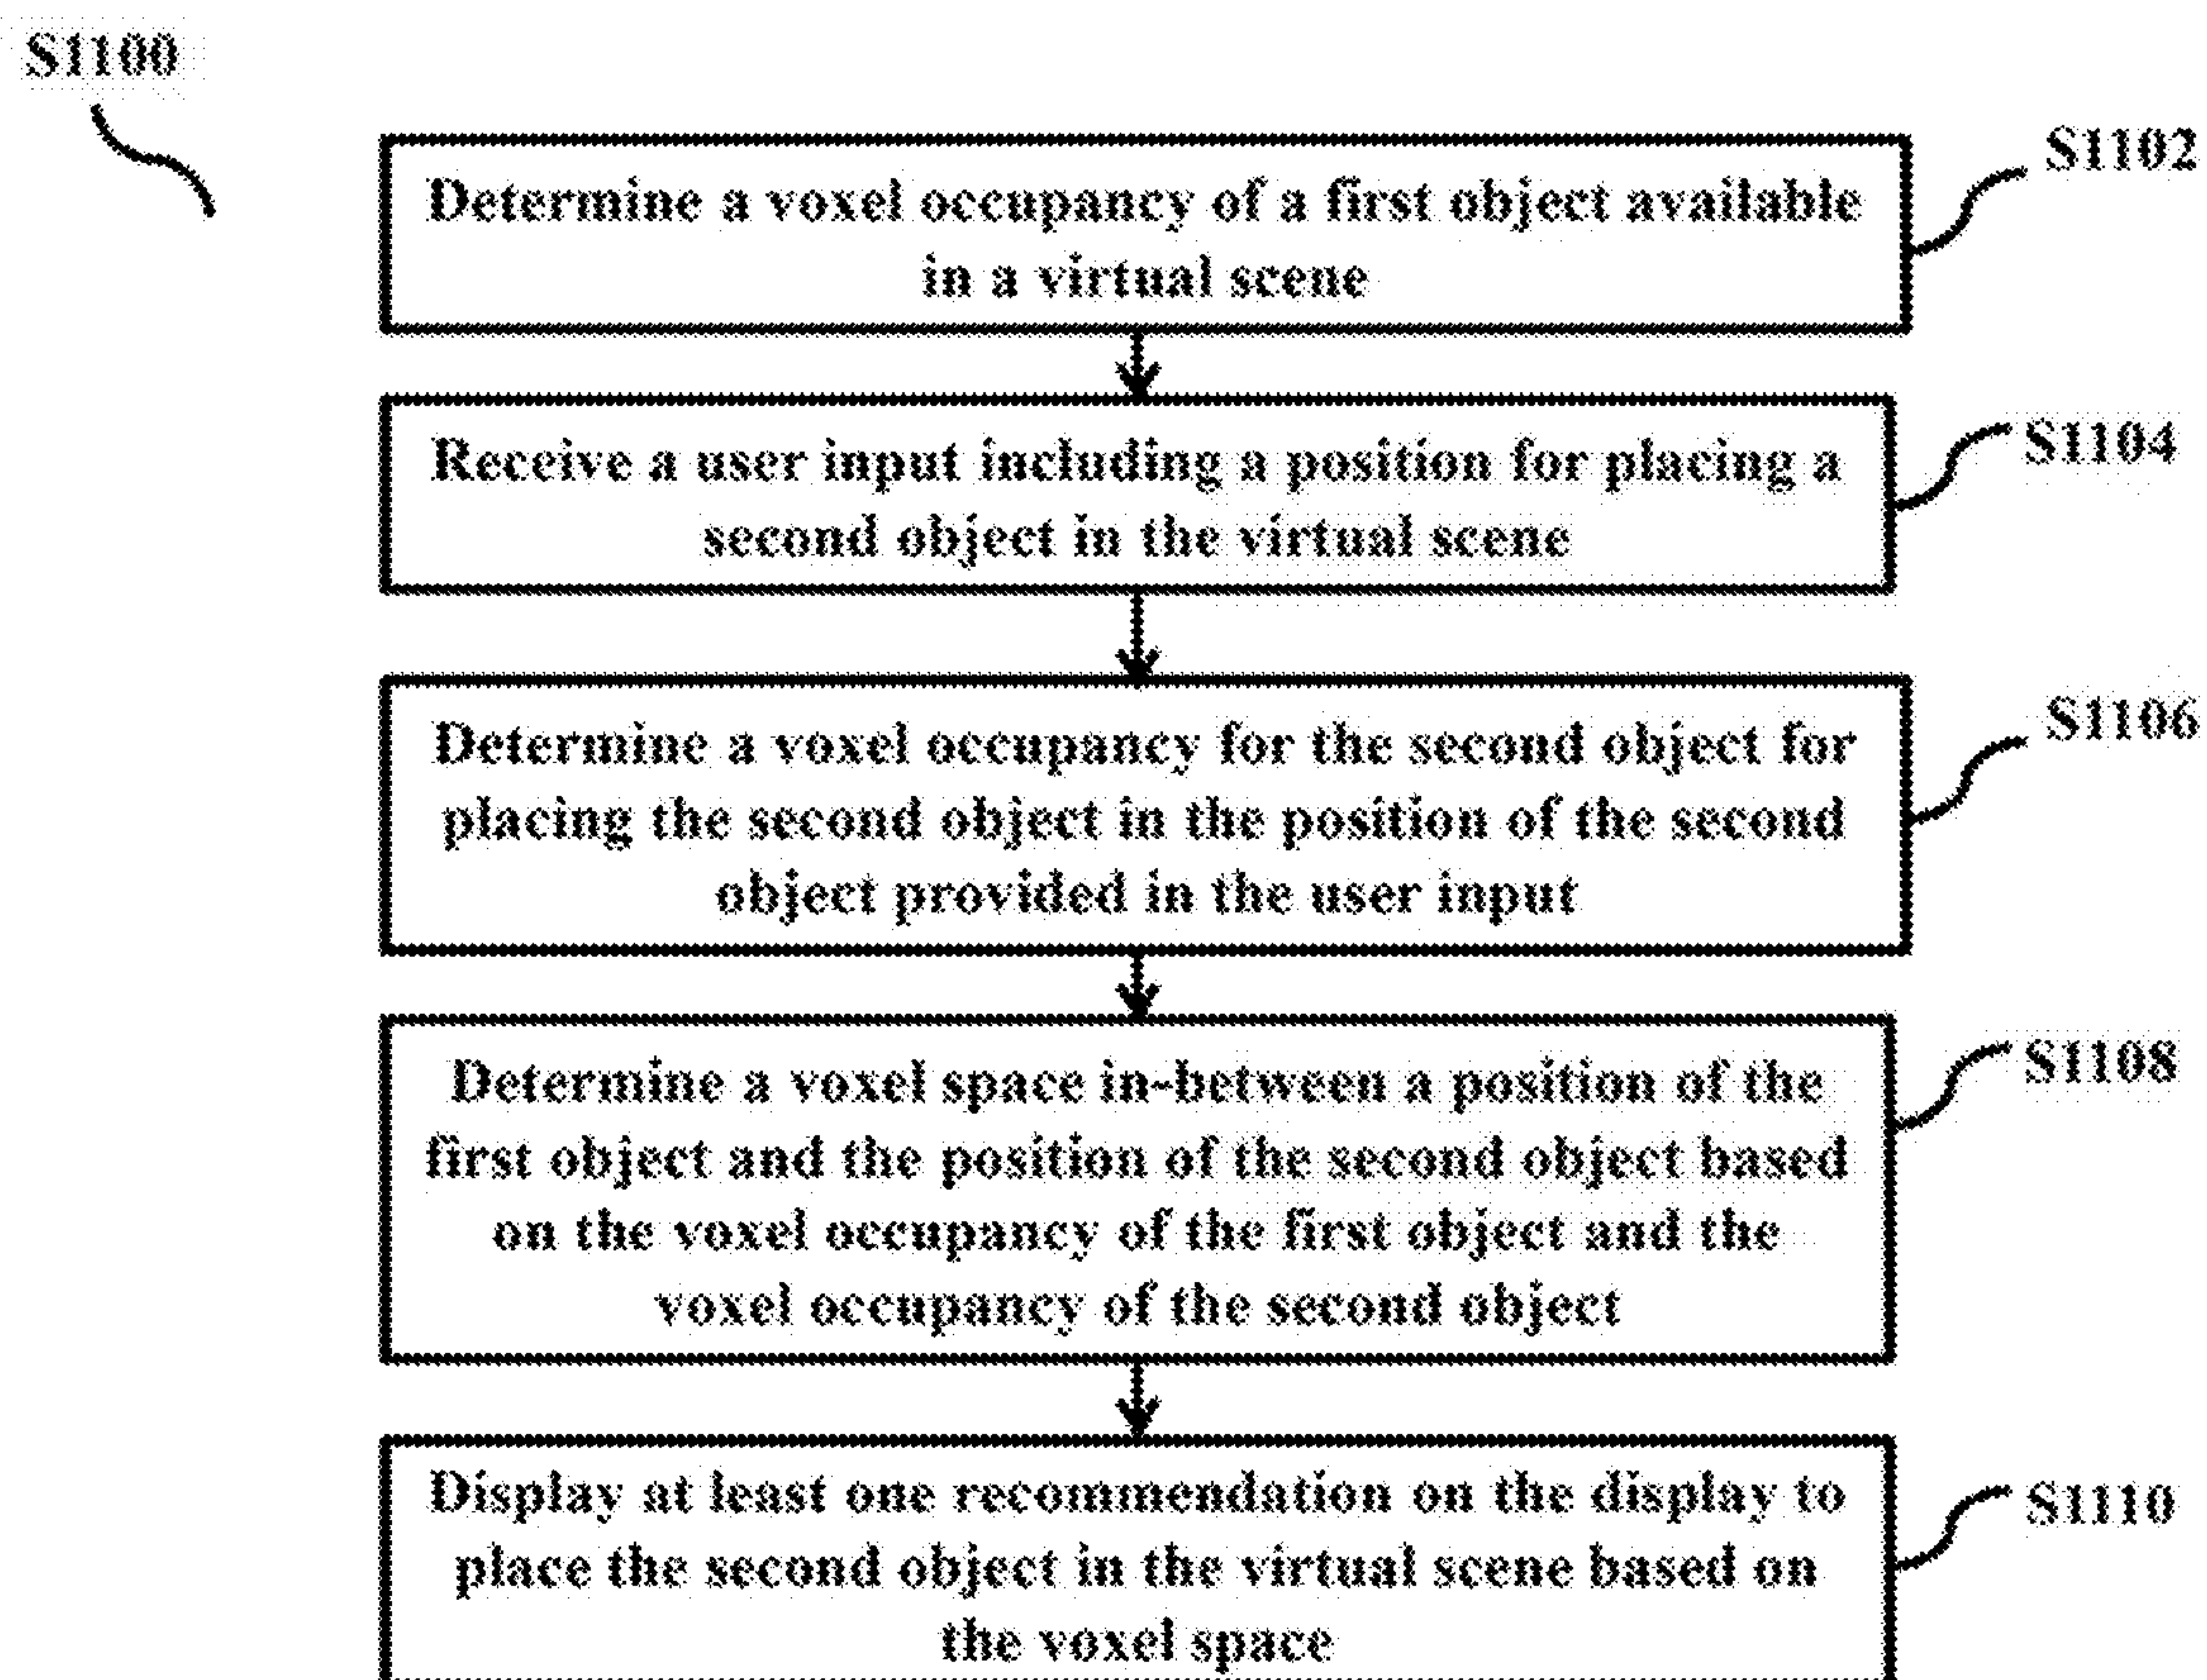 S1100
S1102
Determine a voxel occupancy of a first object available
in a virtual scene
S1104
Receive a user input including a position for placing a
second object in the virtual scene
S1106
Determine a voxel occupancy for the second object for
placing the second object in the position of the second
object provided in the user input
S1108
Determine a voxel space in-between a position of the
first object and the position of the second object based
on the voxel occupancy of the first object and the
voxel occupancy of the second object
S1110
Display at least one recommendation on the display to
place the second object in the virtual scene based on
the voxel space